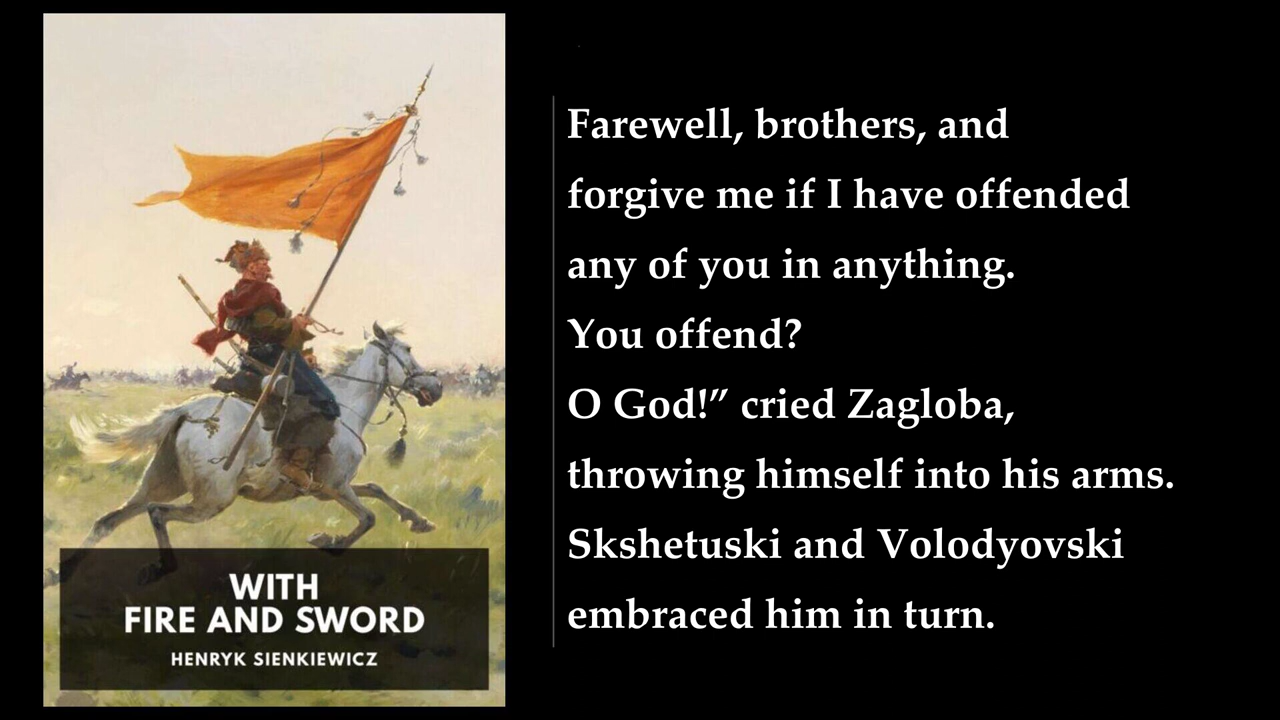 WITH
FIRE AND SWORD
HENRYK SIENKIEWICZ
Farewell, brothers, and
forgive me if I have offended
any of you in anything.
You offend?
O God!” cried Zagloba,
throwing himself into his arms.
Skshetuski and Volodyovski
embraced him in turn.